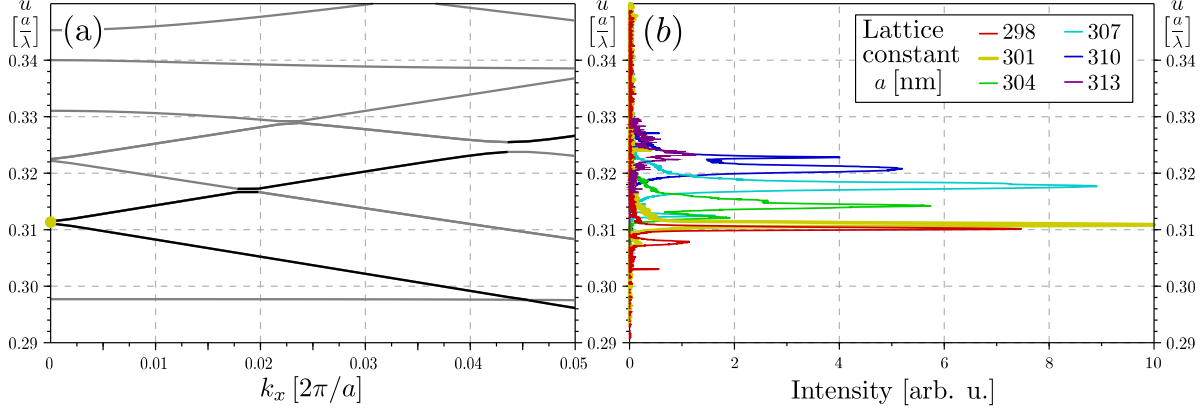 u
[a/λ]
(a)
0.34
0.33
0.32
0.31
0.30
0.29
0
0.01
0.02
0.03
0.04
0.05
k_x [2π/a]
u
[a/λ]
(b)
Lattice
constant
a [nm]
298
301
304
307
310
313
0
2
4
6
8
10
Intensity [arb. u.]
u
[a/λ]
0.34
0.33
0.32
0.31
0.30
0.29
0.34
0.33
0.32
0.31
0.30
0.29